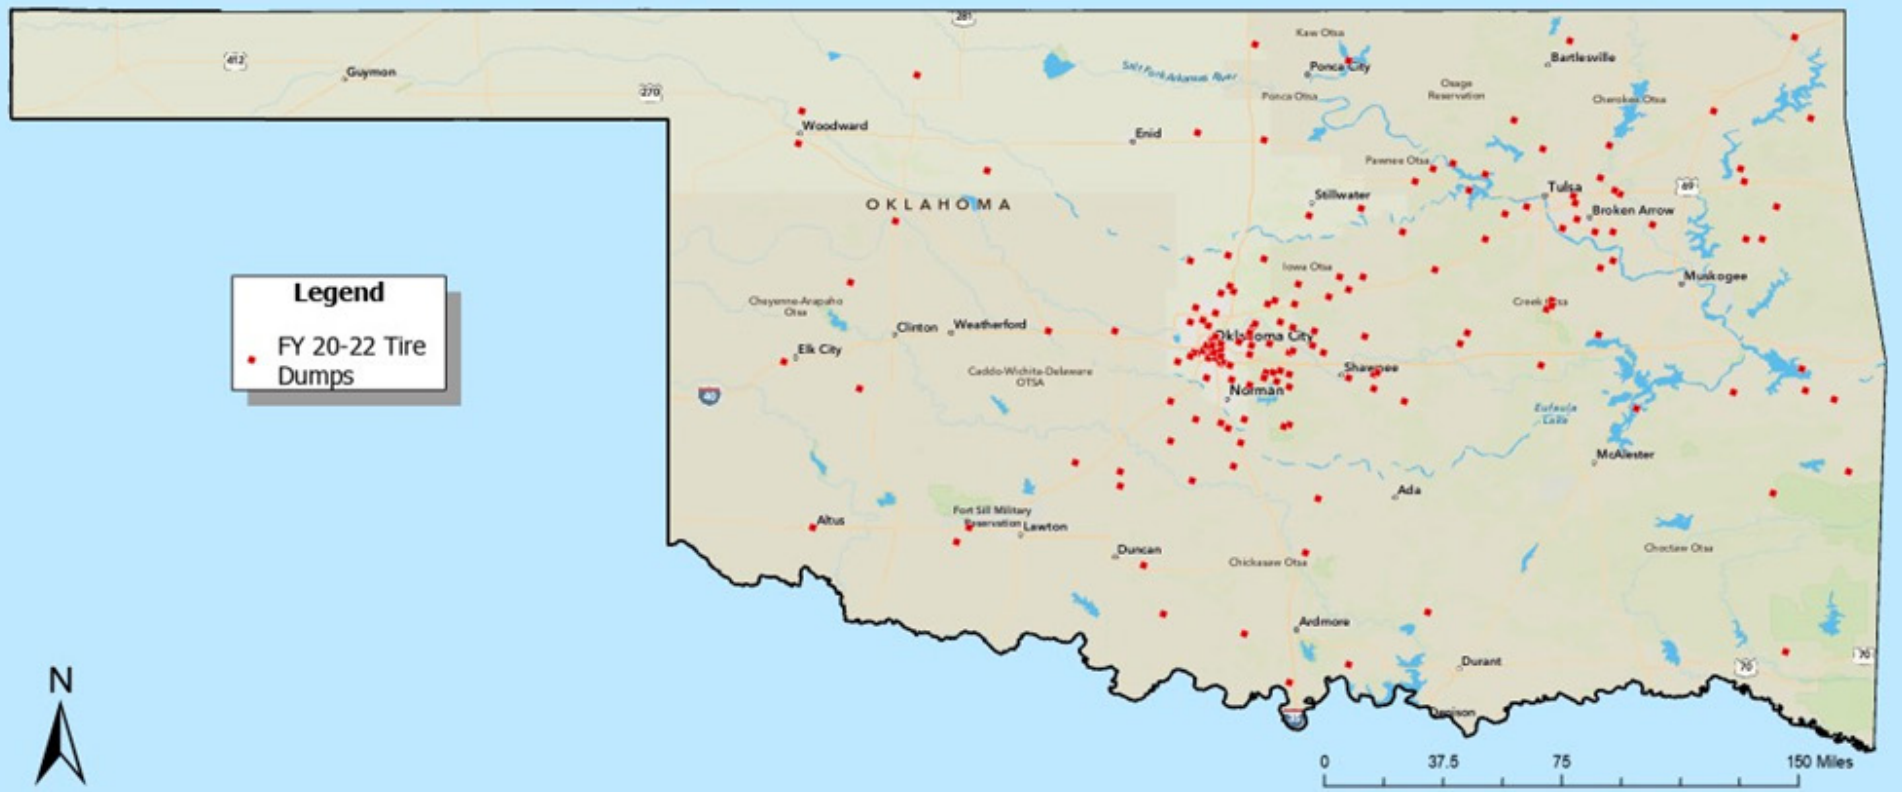 281
Kaw Otsa
412
Guymon
270
Salt Fork Arkansas River
Ponca City
Bartlesville
Ponca Otsa
Osage
Reservation
Cherokee Otsa
Woodward
Enid
Pawnee Otsa
Stillwater
Tulsa
69
OKLAHOMA
Broken Arrow
Iowa Otsa
Muskogee
Legend
FY 20-22 Tire
Dumps
Cheyenne-Arapaho
Otsa
Creek Otsa
Clinton
Weatherford
Oklahoma City
Elk City
Caddo-Wichita-Delaware
OTSA
Shawnee
40
Norman
Eufaula
Lake
McAlester
Ada
Altus
Fort Sill Military
Reservation
Lawton
Duncan
Chickasaw Otsa
Choctaw Otsa
Ardmore
Durant
70
70
N
35
Denison
0 37.5 75 150 Miles